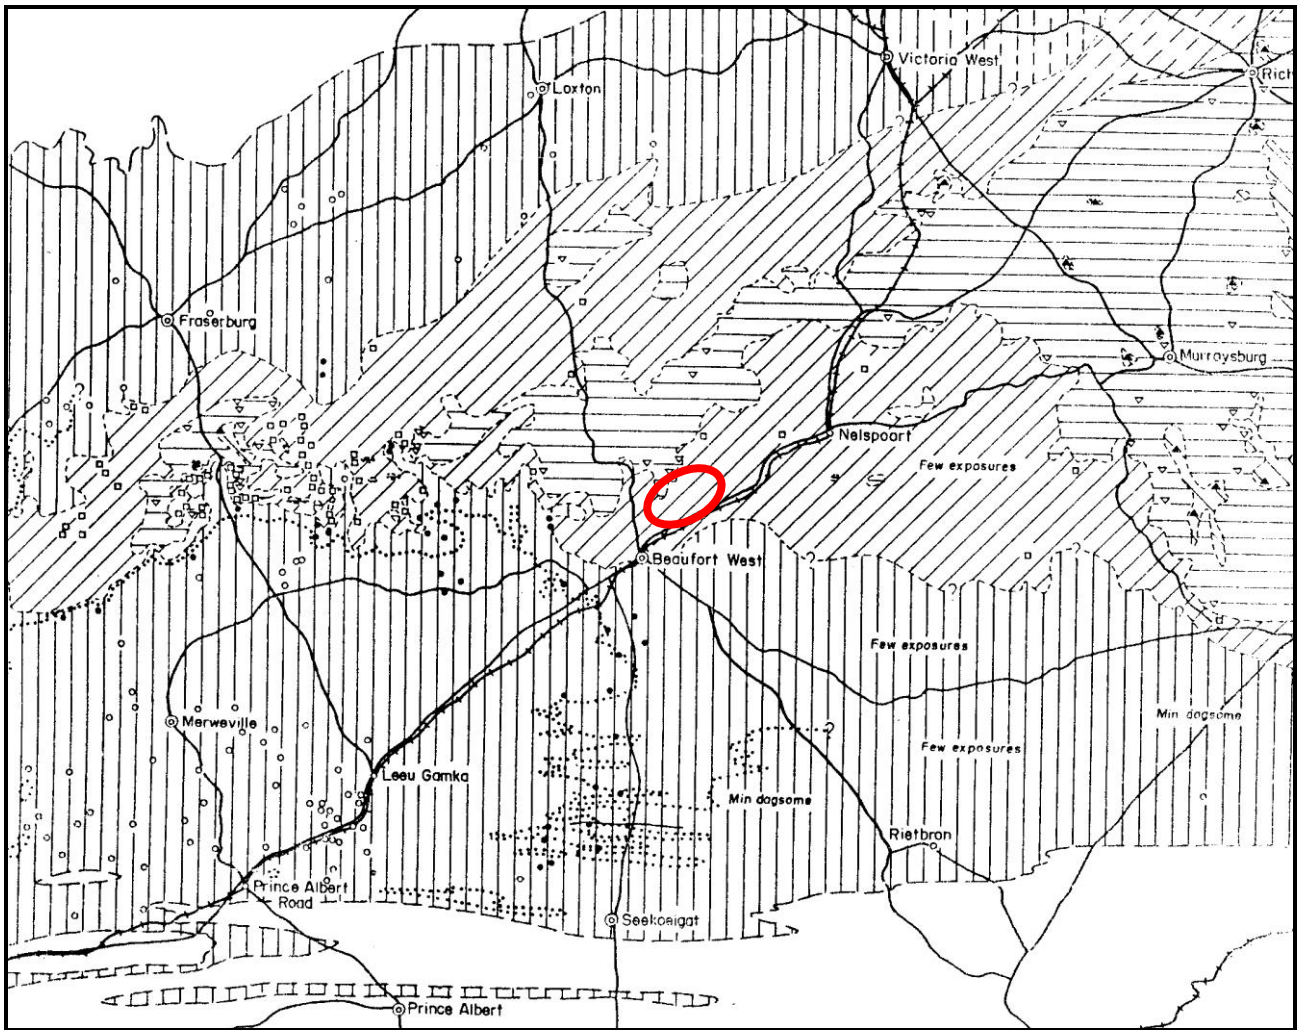 Victoria West
Rich
Loxton
Fraserburg
Murraysburg
Nelspoort
Few exposures
Beaufort West
Few exposures
Merweville
Min dagsome
Few exposures
Leeu Gamka
Min dagsome
Rietbron
Prince Albert
Road
Seekoeigat
Prince Albert